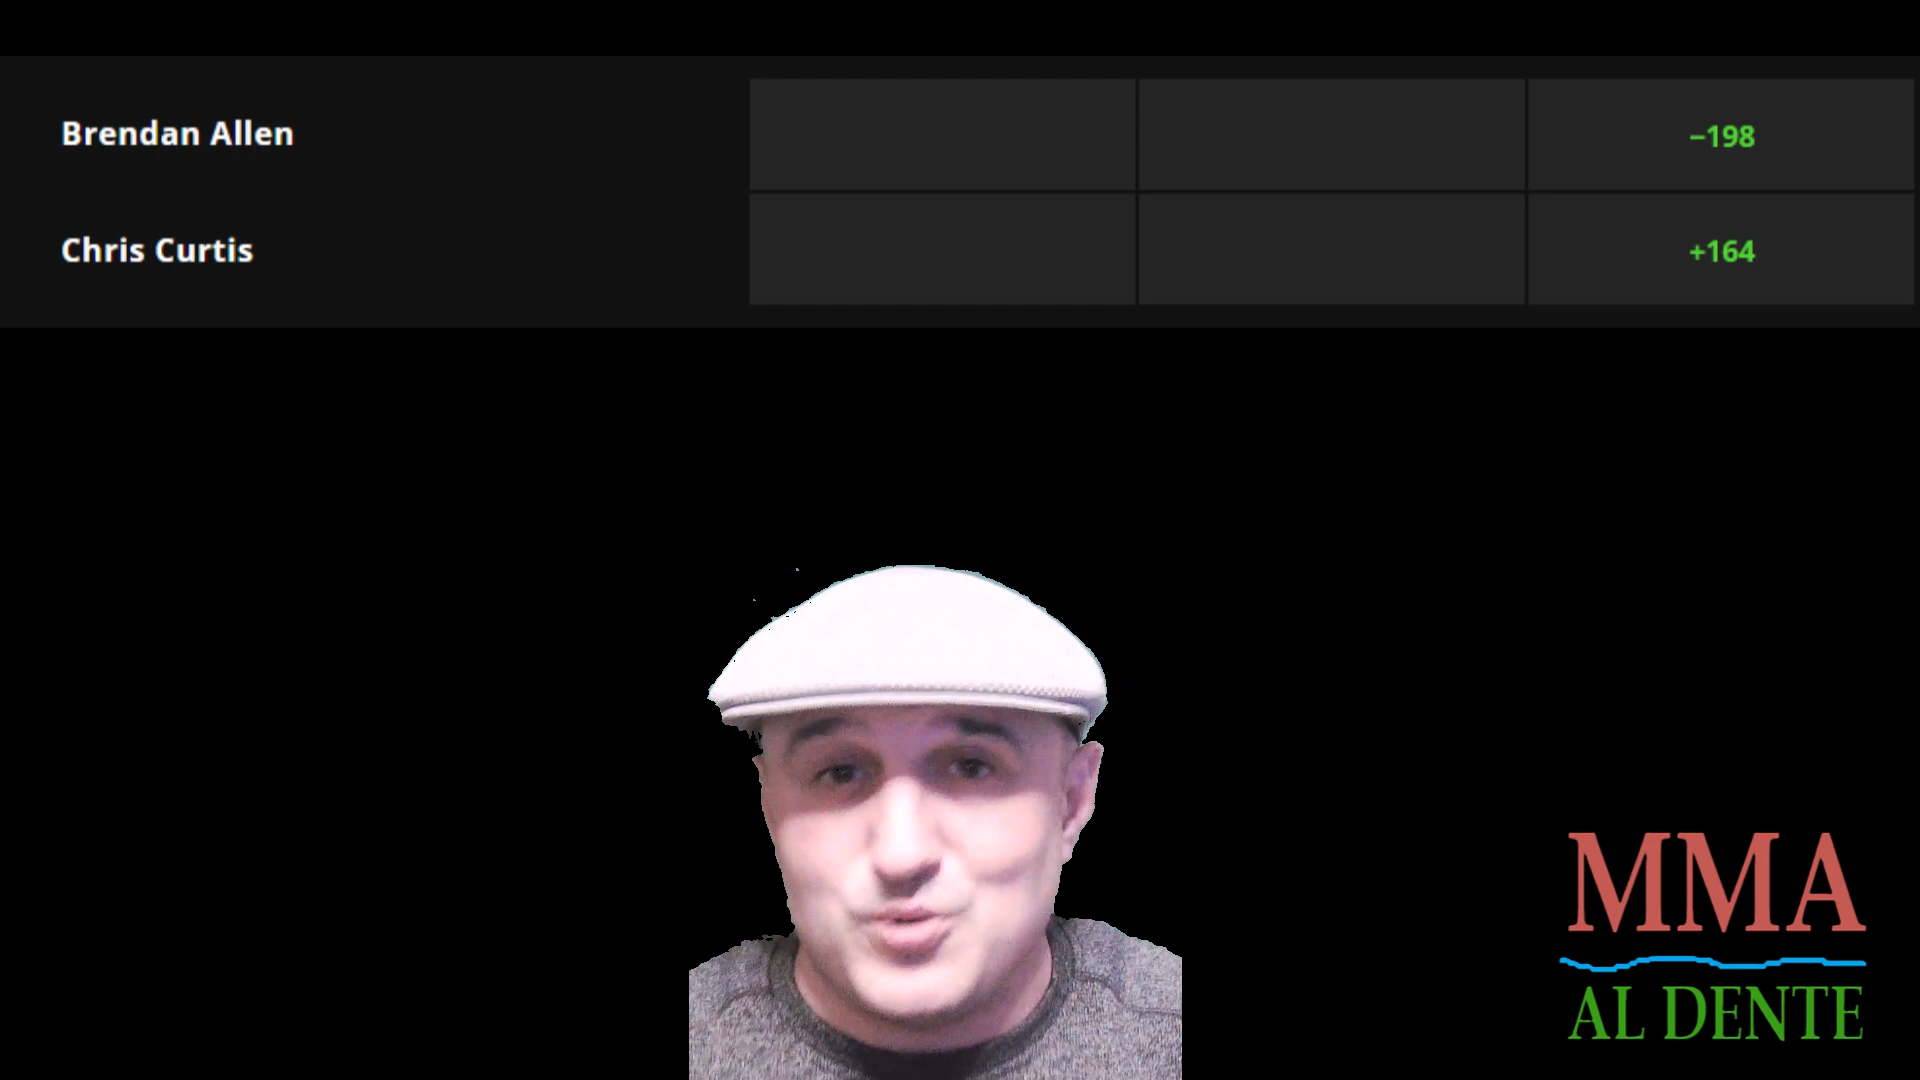 Brendan Allen
−198
Chris Curtis
+164
MMA
AL DENTE